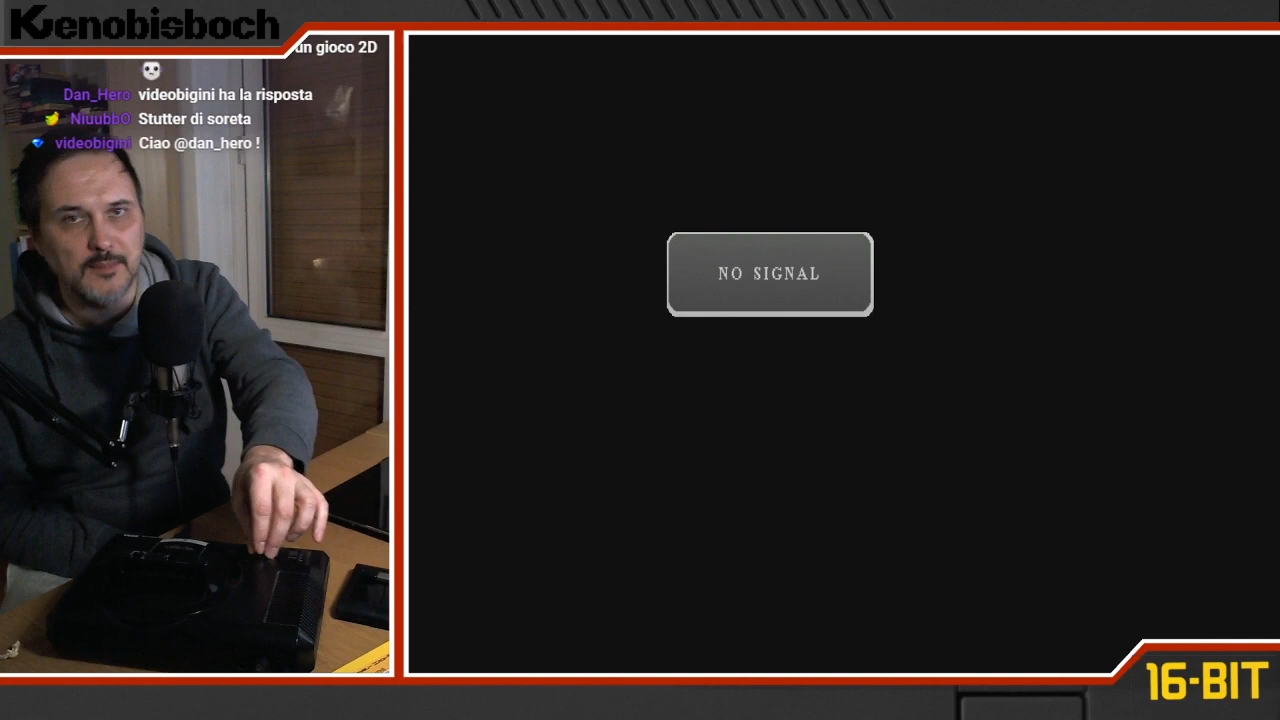 Kenobisboch
un gioco 2D
Dan_Hero videobigini ha la risposta
NiuubbO Stutter di soreta
videobigini Ciao @dan_hero !
NO SIGNAL
16-BIT